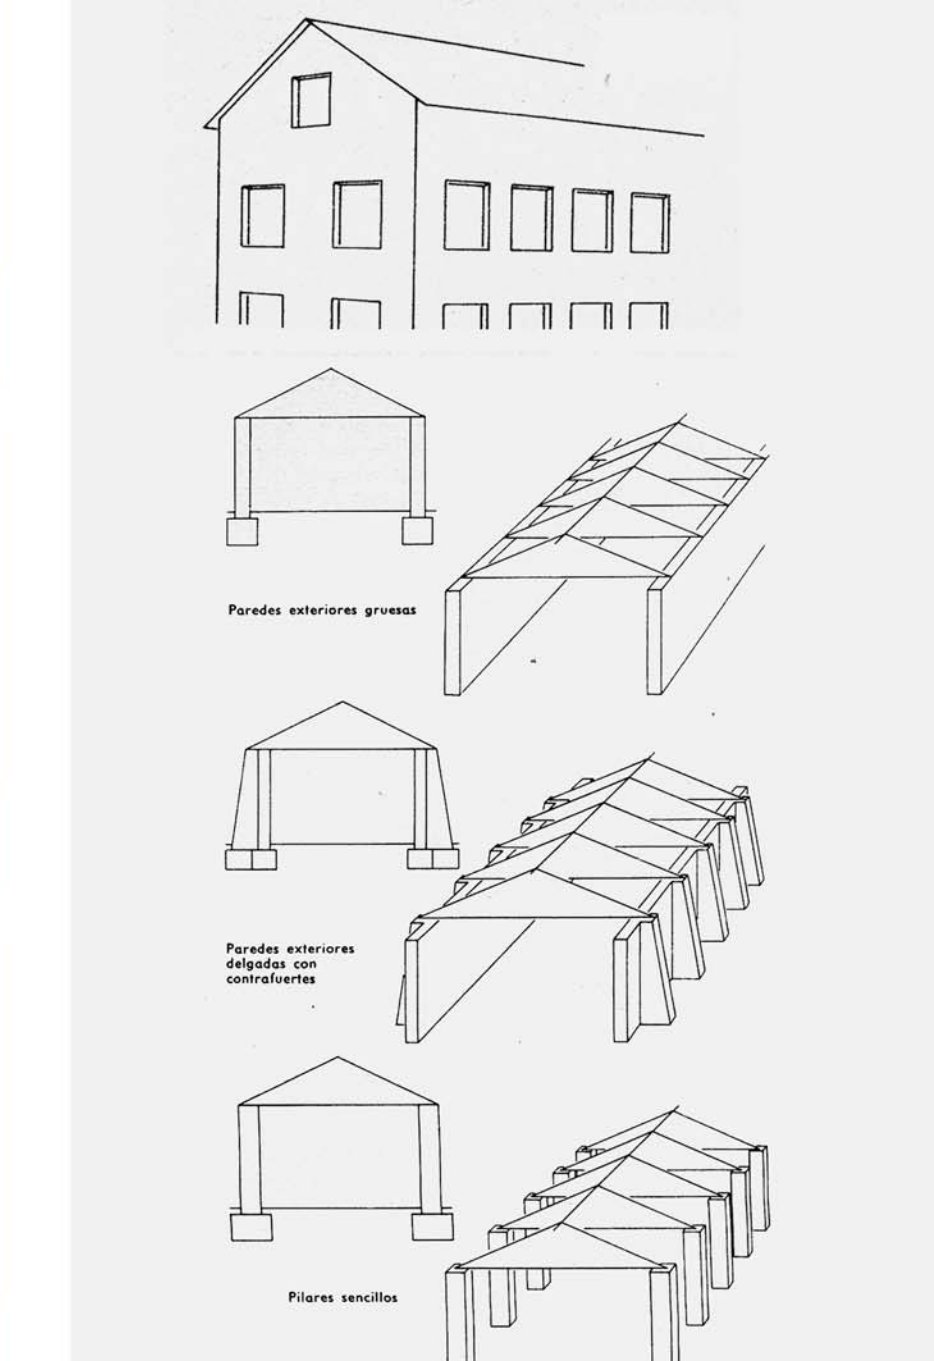 Paredes exteriores gruesas
Paredes exteriores
delgadas con
contrafuertes
Pilares sencillos